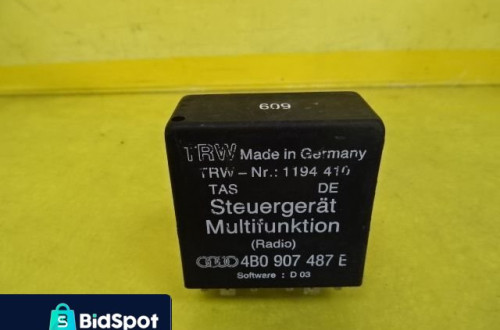 609
TRW Made in Germany
TRW-Nr.: 1194 410
TAS DE
Steuergerät
Multifunktion
(Radio)
Audi 4B0 907 487 E
Software : D 03
BidSpot